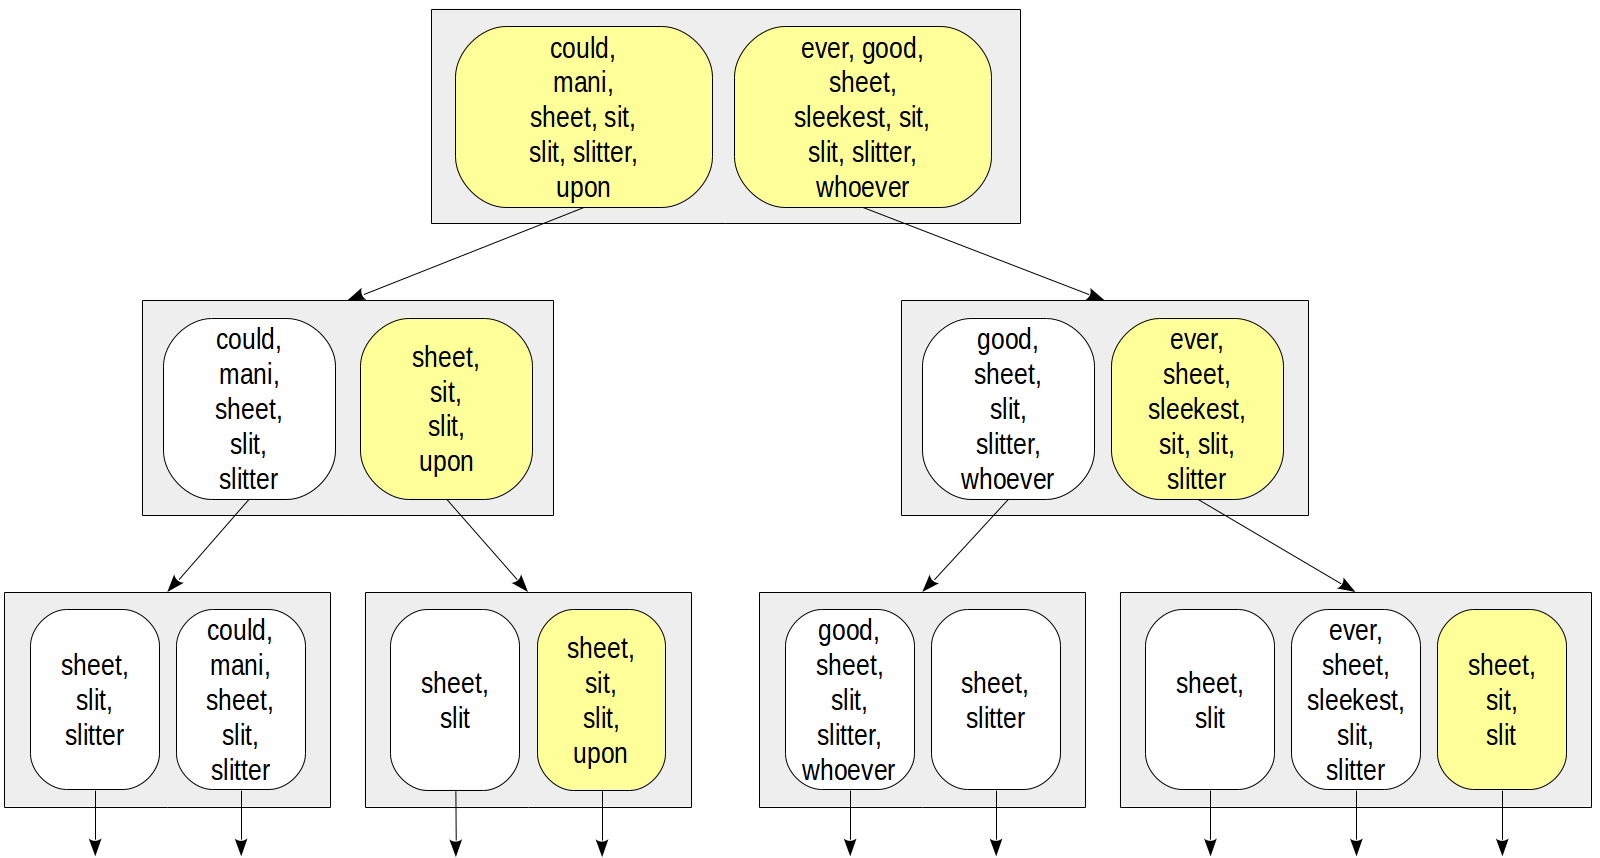 could,
mani,
sheet, sit,
slit, slitter,
upon
ever, good,
sheet,
sleekest, sit,
slit, slitter,
whoever
could,
mani,
sheet,
slit,
slitter
sheet,
sit,
slit,
upon
good,
sheet,
slit,
slitter,
whoever
ever,
sheet,
sleekest,
sit, slit,
slitter
sheet,
slit,
slitter
could,
mani,
sheet,
slit,
slitter
sheet,
slit
sheet,
sit,
slit,
upon
good,
sheet,
slit,
slitter,
whoever
sheet,
slitter
sheet,
slit
ever,
sheet,
sleekest,
slit,
slitter
sheet,
sit,
slit